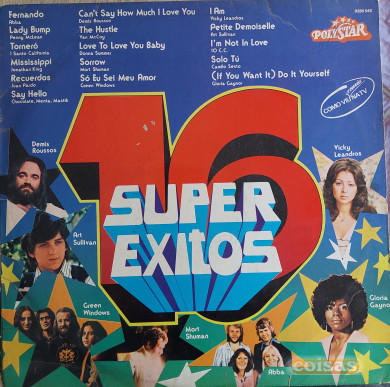 Fernando
Abba
Lady Bump
Penny McLean
Torneró
I Santo California
Mississippi
Jonathan King
Recuerdos
Juan Pardo
Say Hello
Chocolate, Menta, Mastik
Can't Say How Much I Love You
Demis Roussos
The Hustle
Van McCoy
Love To Love You Baby
Donna Summer
Sorrow
Mort Shuman
Só Eu Sei Meu Amor
Green Windows
I Am
Vicky Leandros
Petite Demoiselle
Art Sullivan
I'm Not In Love
10 C.C.
Solo Tú
Camilo Sesto
(If You Want It) Do It Yourself
Gloria Gaynor
POLYSTAR
COMO VIU NA TV
Demis
Roussos
Vicky
Leandros
16
SUPER
EXITOS
Art
Sullivan
Green
Windows
Mort
Shuman
Abba
Gloria
Gaynor
coisas